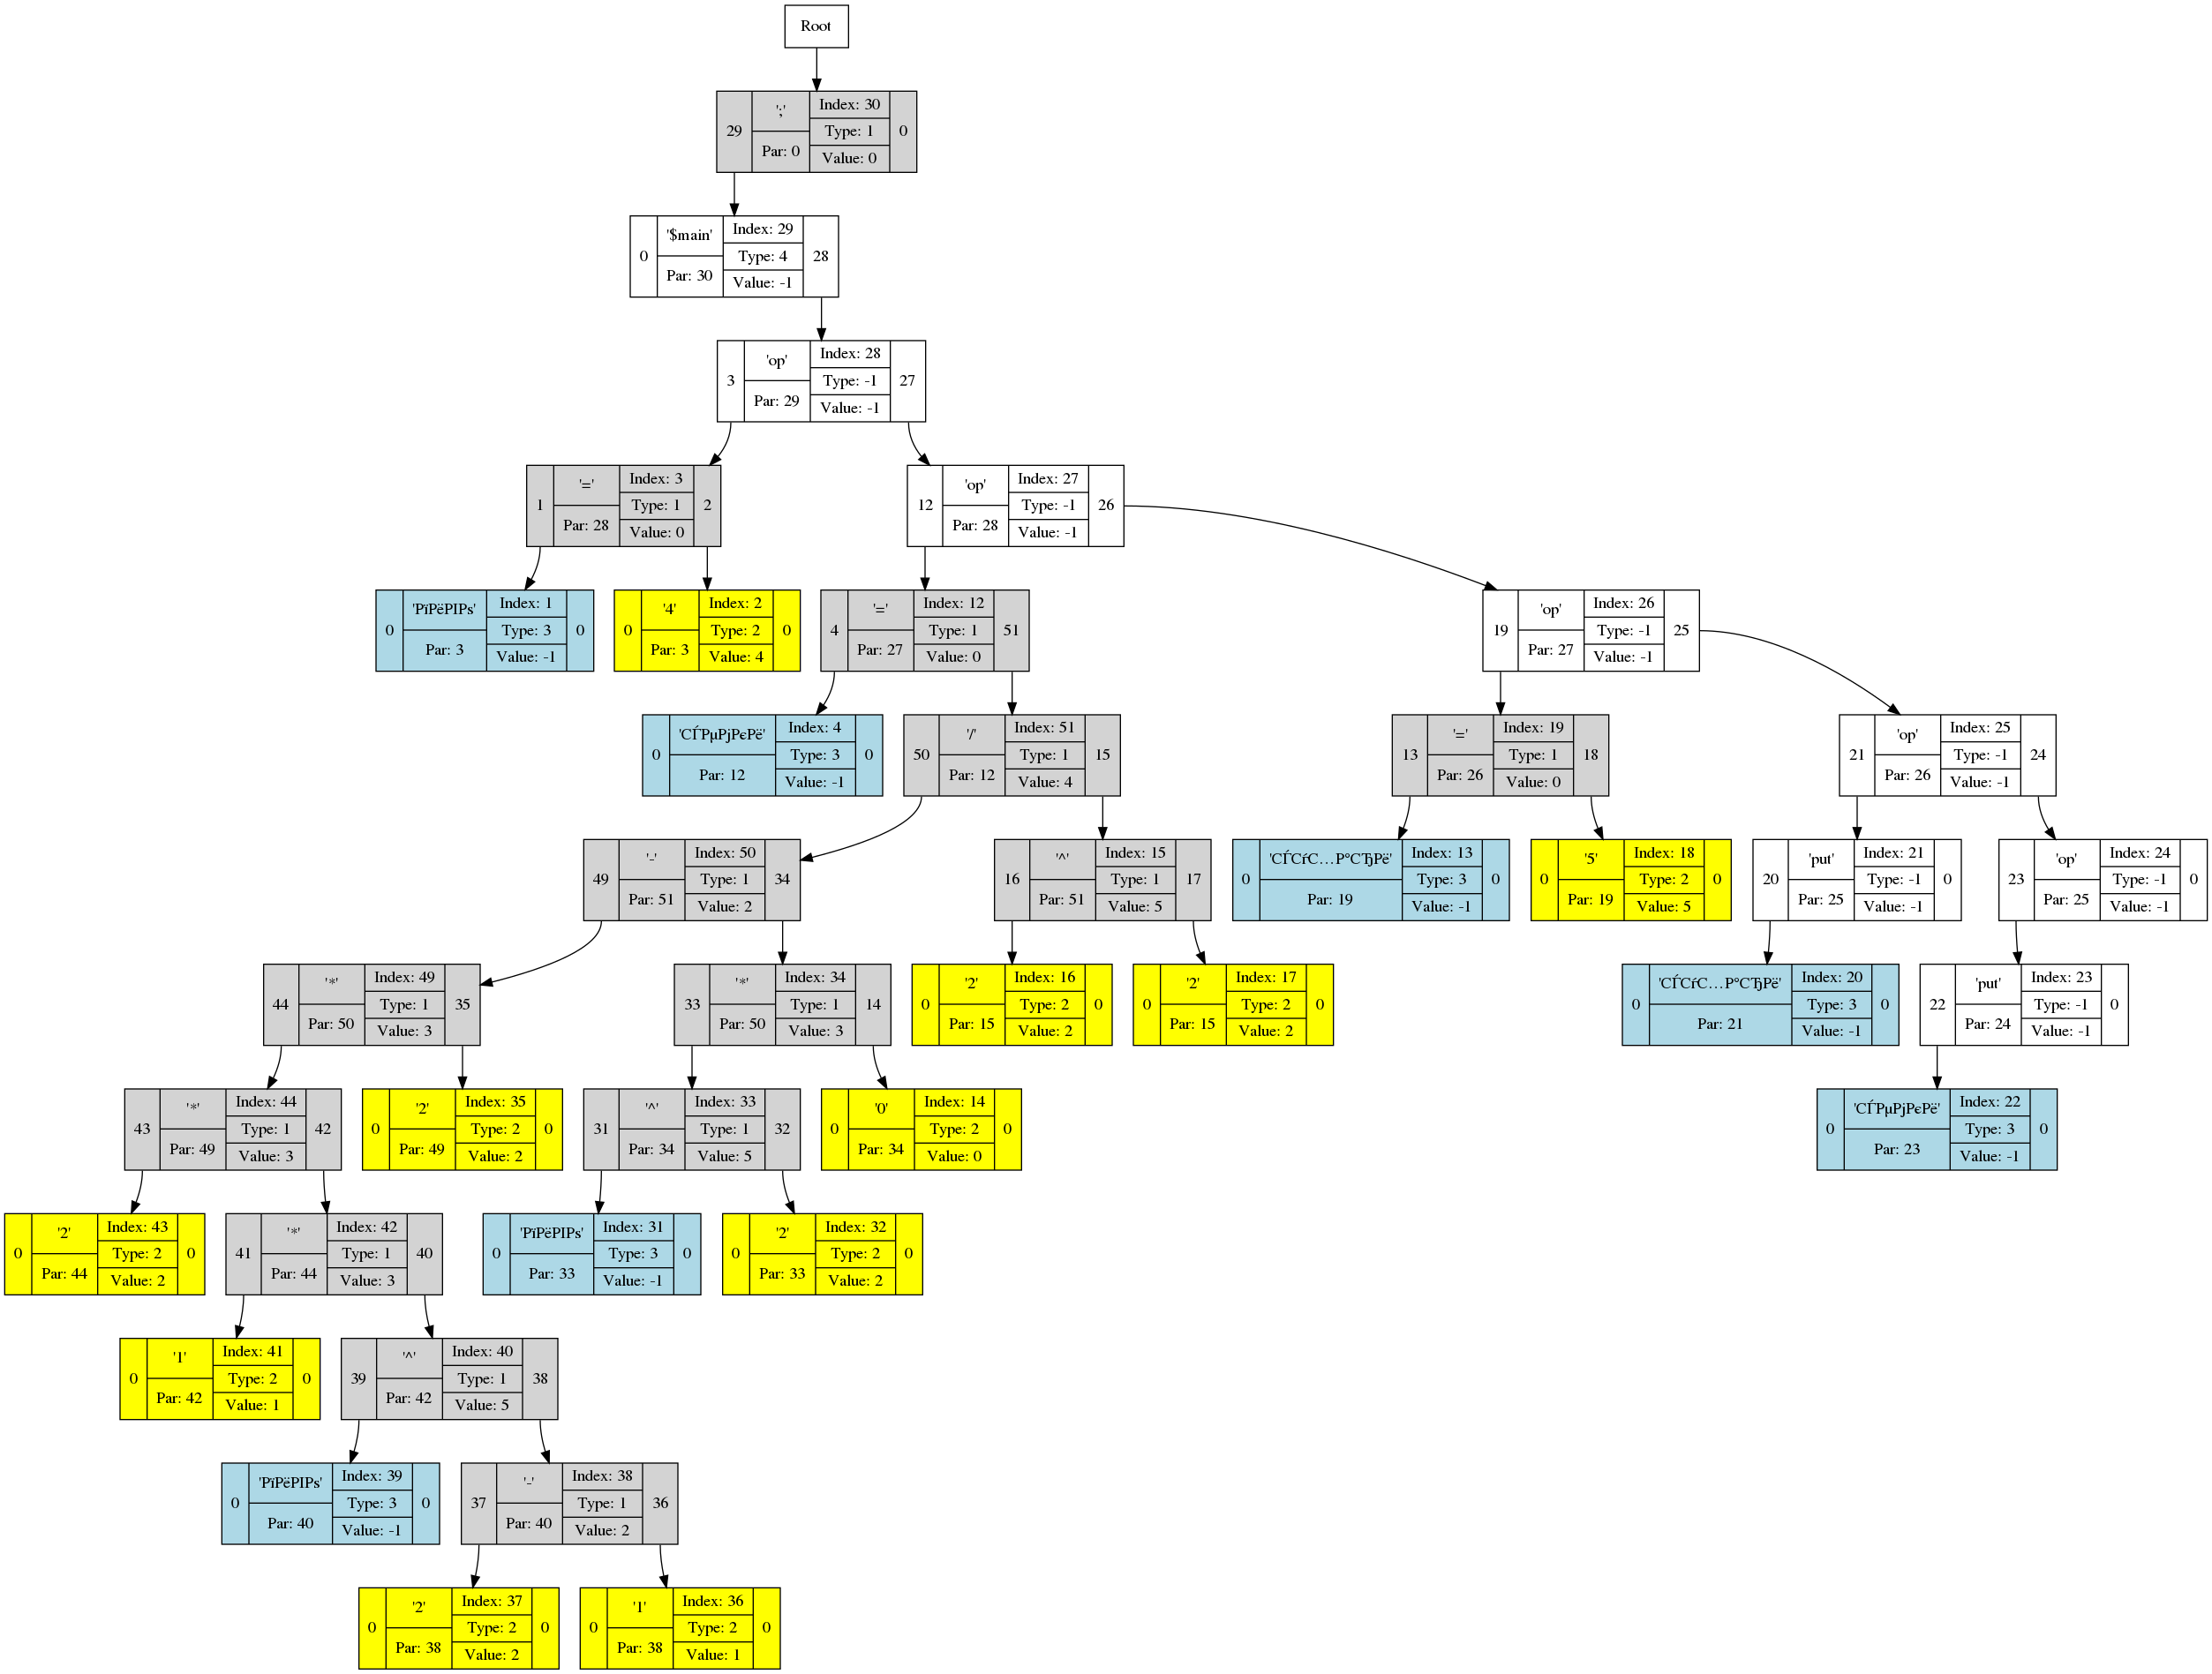 Root
29
';'
Par: 0
Index: 30
Type: 1
Value: 0
0
0
'$main'
Par: 30
Index: 29
Type: 4
Value: -1
28
3
'op'
Par: 29
Index: 28
Type: -1
Value: -1
27
1
'='
Par: 28
Index: 3
Type: 1
Value: 0
2
12
'op'
Par: 28
Index: 27
Type: -1
Value: -1
26
0
'РїРёРІРѕ'
Par: 3
Index: 1
Type: 3
Value: -1
0
0
'4'
Par: 3
Index: 2
Type: 2
Value: 4
0
4
'='
Par: 27
Index: 12
Type: 1
Value: 0
51
19
'op'
Par: 27
Index: 26
Type: -1
Value: -1
25
0
'СЃРµРјРєРё'
Par: 12
Index: 4
Type: 3
Value: -1
0
50
'/'
Par: 12
Index: 51
Type: 1
Value: 4
15
13
'='
Par: 26
Index: 19
Type: 1
Value: 0
18
21
'op'
Par: 26
Index: 25
Type: -1
Value: -1
24
49
'-'
Par: 51
Index: 50
Type: 1
Value: 2
34
16
'^'
Par: 51
Index: 15
Type: 1
Value: 5
17
0
'СЃСѓС…Р°СЂРё'
Par: 19
Index: 13
Type: 3
Value: -1
0
0
'5'
Par: 19
Index: 18
Type: 2
Value: 5
0
20
'put'
Par: 25
Index: 21
Type: -1
Value: -1
0
23
'op'
Par: 25
Index: 24
Type: -1
Value: -1
0
44
'*'
Par: 50
Index: 49
Type: 1
Value: 3
35
33
'*'
Par: 50
Index: 34
Type: 1
Value: 3
14
0
'2'
Par: 15
Index: 16
Type: 2
Value: 2
0
0
'2'
Par: 15
Index: 17
Type: 2
Value: 2
0
0
'СЃСѓС…Р°СЂРё'
Par: 21
Index: 20
Type: 3
Value: -1
0
22
'put'
Par: 24
Index: 23
Type: -1
Value: -1
0
43
'*'
Par: 49
Index: 44
Type: 1
Value: 3
42
0
'2'
Par: 49
Index: 35
Type: 2
Value: 2
0
31
'^'
Par: 34
Index: 33
Type: 1
Value: 5
32
0
'0'
Par: 34
Index: 14
Type: 2
Value: 0
0
0
'СЃРµРјРєРё'
Par: 23
Index: 22
Type: 3
Value: -1
0
0
'2'
Par: 44
Index: 43
Type: 2
Value: 2
0
41
'*'
Par: 44
Index: 42
Type: 1
Value: 3
40
0
'РїРёРІРѕ'
Par: 33
Index: 31
Type: 3
Value: -1
0
0
'2'
Par: 33
Index: 32
Type: 2
Value: 2
0
0
'1'
Par: 42
Index: 41
Type: 2
Value: 1
0
39
'^'
Par: 42
Index: 40
Type: 1
Value: 5
38
0
'РїРёРІРѕ'
Par: 40
Index: 39
Type: 3
Value: -1
0
37
'-'
Par: 40
Index: 38
Type: 1
Value: 2
36
0
'2'
Par: 38
Index: 37
Type: 2
Value: 2
0
0
'1'
Par: 38
Index: 36
Type: 2
Value: 1
0